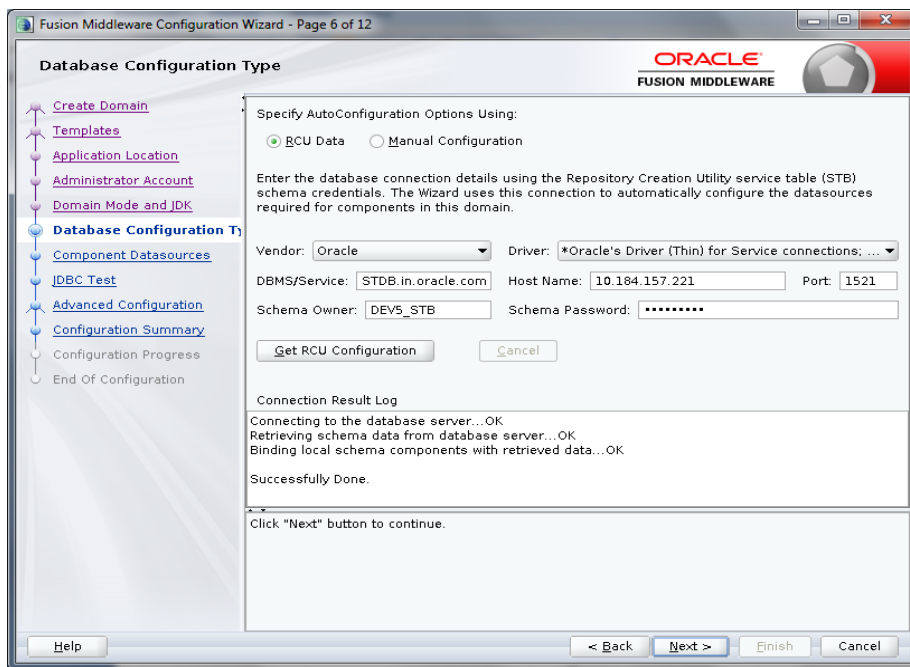 Fusion Middleware Configuration Wizard - Page 6 of 12
Database Configuration Type
ORACLE
FUSION MIDDLEWARE
Create Domain
Templates
Application Location
Administrator Account
Domain Mode and JDK
Database Configuration Ty
Component Datasources
JDBC Test
Advanced Configuration
Configuration Summary
Configuration Progress
End Of Configuration
Specify AutoConfiguration Options Using:
RCU Data Manual Configuration
Enter the database connection details using the Repository Creation Utility service table (STB)
schema credentials. The Wizard uses this connection to automatically configure the datasources
required for components in this domain.
Vendor: Oracle Driver: *Oracle's Driver (Thin) for Service connections; ...
DBMS/Service: STDB.in.oracle.com Host Name: 10.184.157.221 Port: 1521
Schema Owner: DEV5_STB Schema Password: •••••••••
Get RCU Configuration Cancel
Connection Result Log
Connecting to the database server...OK
Retrieving schema data from database server...OK
Binding local schema components with retrieved data...OK
Successfully Done.
Click "Next" button to continue.
Help < Back Next > Finish Cancel